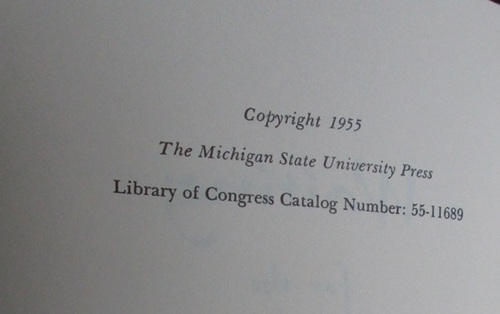 Copyright 1955
The Michigan State University Press
Library of Congress Catalog Number: 55-11689